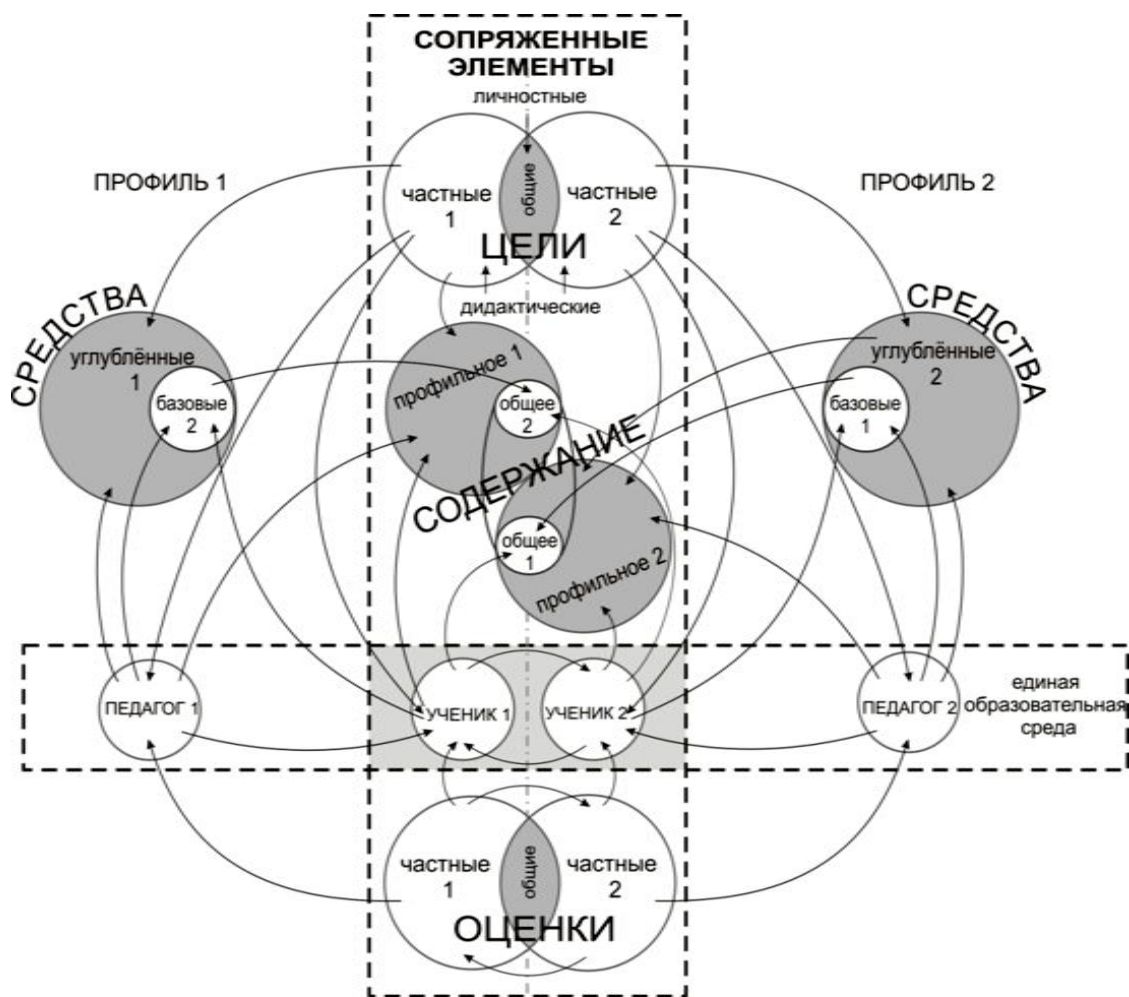 СОПРЯЖЕННЫЕ
ЭЛЕМЕНТЫ
личностные
ПРОФИЛЬ 1
ПРОФИЛЬ 2
частные
1
общие
частные
2
ЦЕЛИ
дидактические
СРЕДСТВА
углублённые
1
базовые
2
СРЕДСТВА
углублённые
2
базовые
1
профильное 1
общее
2
СОДЕРЖАНИЕ
общее
1
профильное 2
ПЕДАГОГ 1
УЧЕНИК 1
УЧЕНИК 2
ПЕДАГОГ 2
единая
образовательная
среда
частные
1
общие
частные
2
ОЦЕНКИ